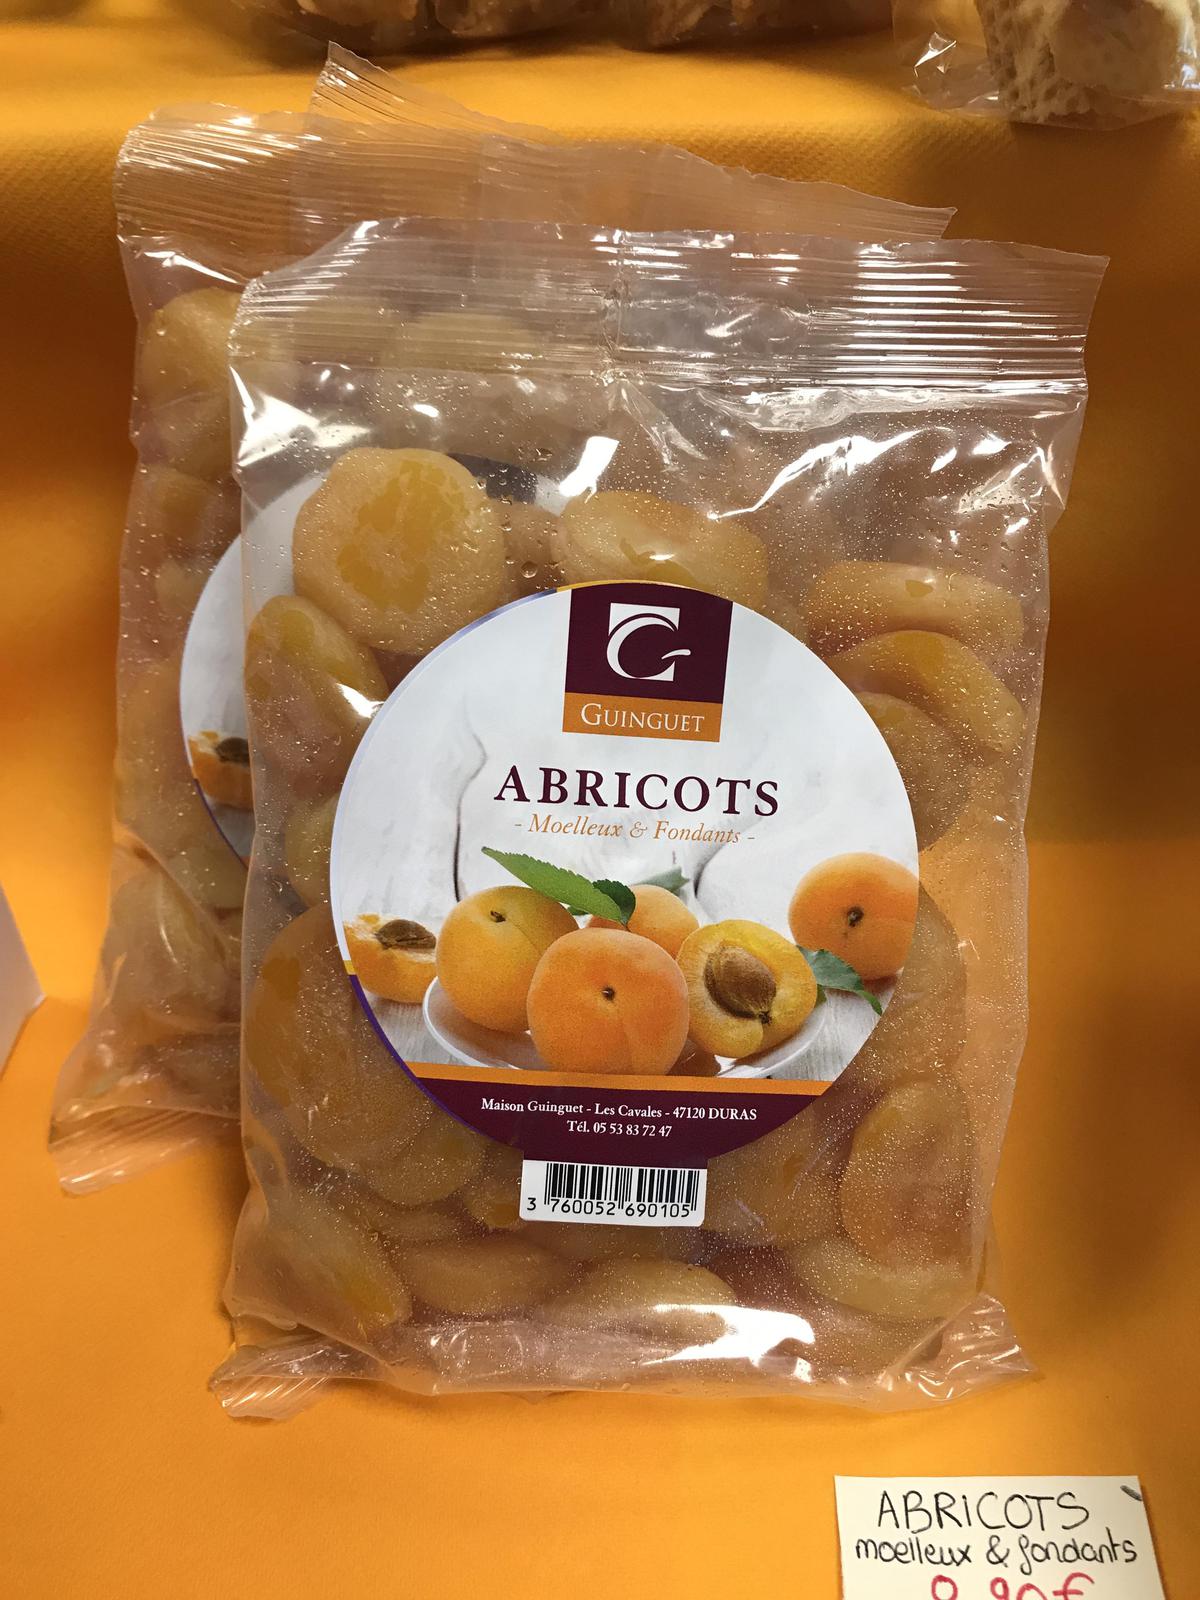 GUINGUET
ABRICOTS
- Moelleux & Fondants -
Maison Guinguet - Les Cavales - 47120 DURAS
Tél. 05 53 83 72 47
3 760052 690105
ABRICOTS
moelleux & fondants